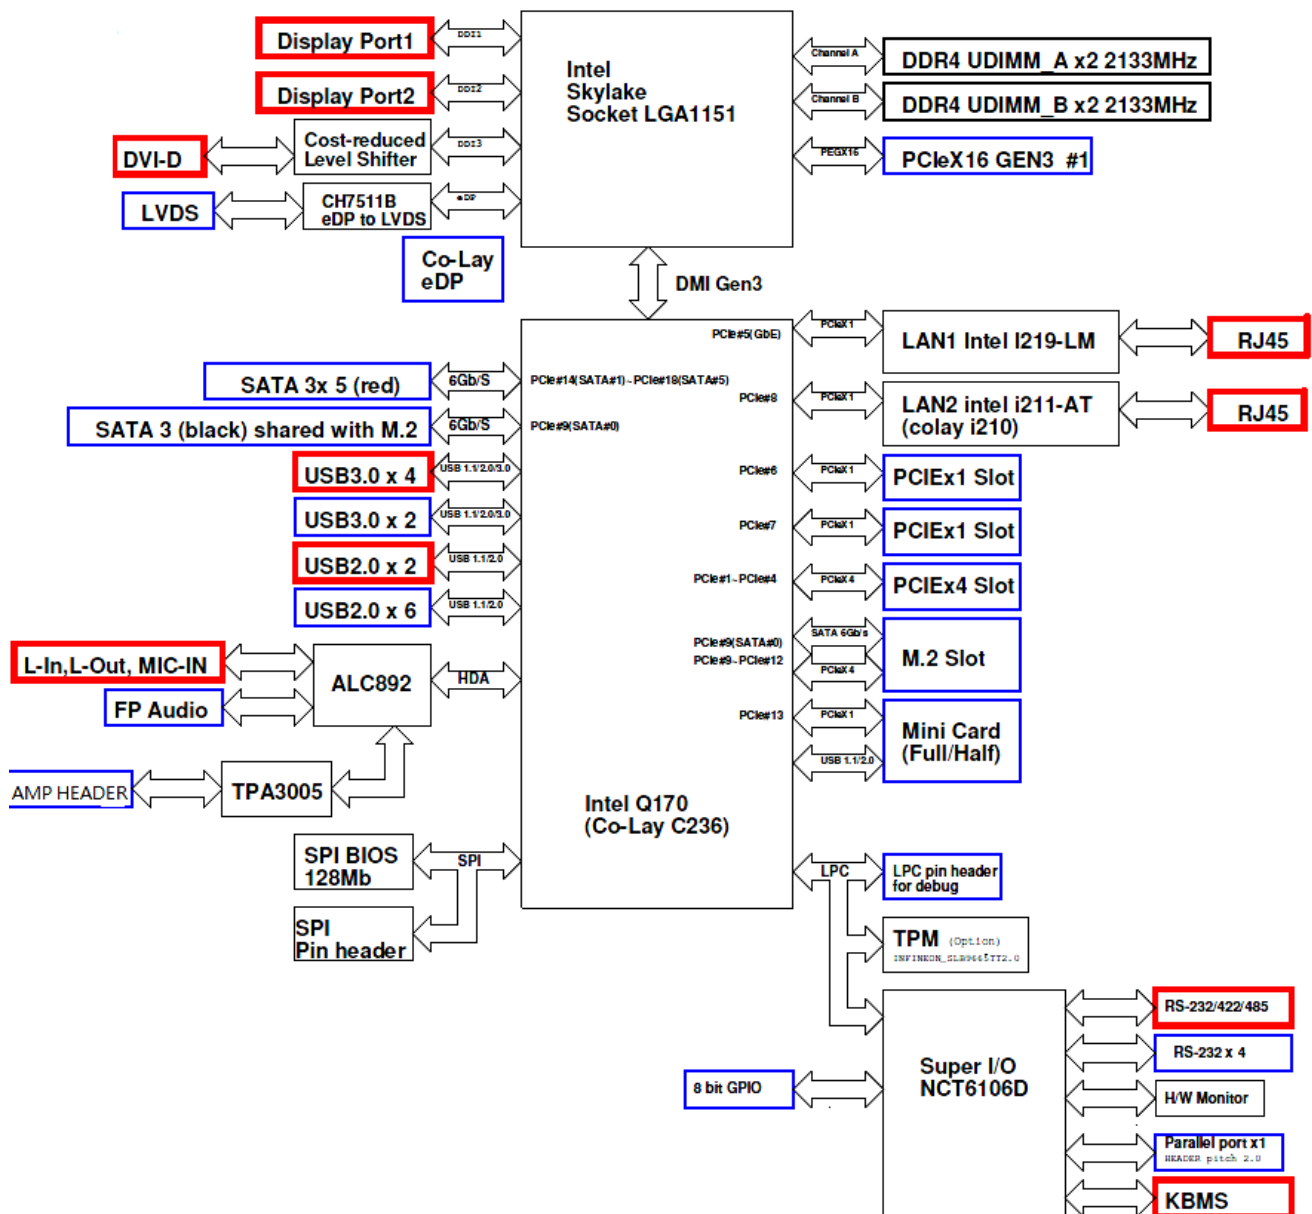 Display Port1
DDI1
Display Port2
DDI2
DVI-D
Cost-reduced
Level Shifter
DDI3
LVDS
CH7511B
eDP to LVDS
eDP
Co-Lay
eDP
Intel
Skylake
Socket LGA1151
Channel A
DDR4 UDIMM_A x2 2133MHz
Channel B
DDR4 UDIMM_B x2 2133MHz
PEGX16
PCIeX16 GEN3 #1
DMI Gen3
SATA 3x 5 (red)
6Gb/S
PCIe#14(SATA#1)~PCIe#18(SATA#5)
SATA 3 (black) shared with M.2
6Gb/S
PCIe#9(SATA#0)
USB3.0 x 4
USB 1.1/2.0/3.0
USB3.0 x 2
USB 1.1/2.0/3.0
USB2.0 x 2
USB 1.1/2.0
USB2.0 x 6
USB 1.1/2.0
L-In,L-Out, MIC-IN
FP Audio
ALC892
HDA
AMP HEADER
TPA3005
SPI BIOS
128Mb
SPI
SPI
Pin header
Intel Q170
(Co-Lay C236)
PCIe#5(GbE)
PCIeX1
LAN1 Intel I219-LM
RJ45
PCIe#8
PCIeX1
LAN2 intel i211-AT
(colay i210)
RJ45
PCIe#6
PCIeX1
PCIEx1 Slot
PCIe#7
PCIeX1
PCIEx1 Slot
PCIe#1~PCIe#4
PCIeX4
PCIEx4 Slot
PCIe#9(SATA#0)
PCIe#9~PCIe#12
SATA 6Gb/s
PCIeX4
M.2 Slot
PCIe#13
PCIeX1
USB 1.1/2.0
Mini Card
(Full/Half)
LPC
LPC pin header
for debug
TPM (Option)
INFINEON_SLB9665TT2.0
8 bit GPIO
Super I/O
NCT6106D
RS-232/422/485
RS-232 x 4
H/W Monitor
Parallel port x1
HEADER pitch 2.0
KBMS